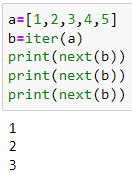 a=[1,2,3,4,5]
b=iter(a)
print(next(b))
print(next(b))
print(next(b))
1
2
3